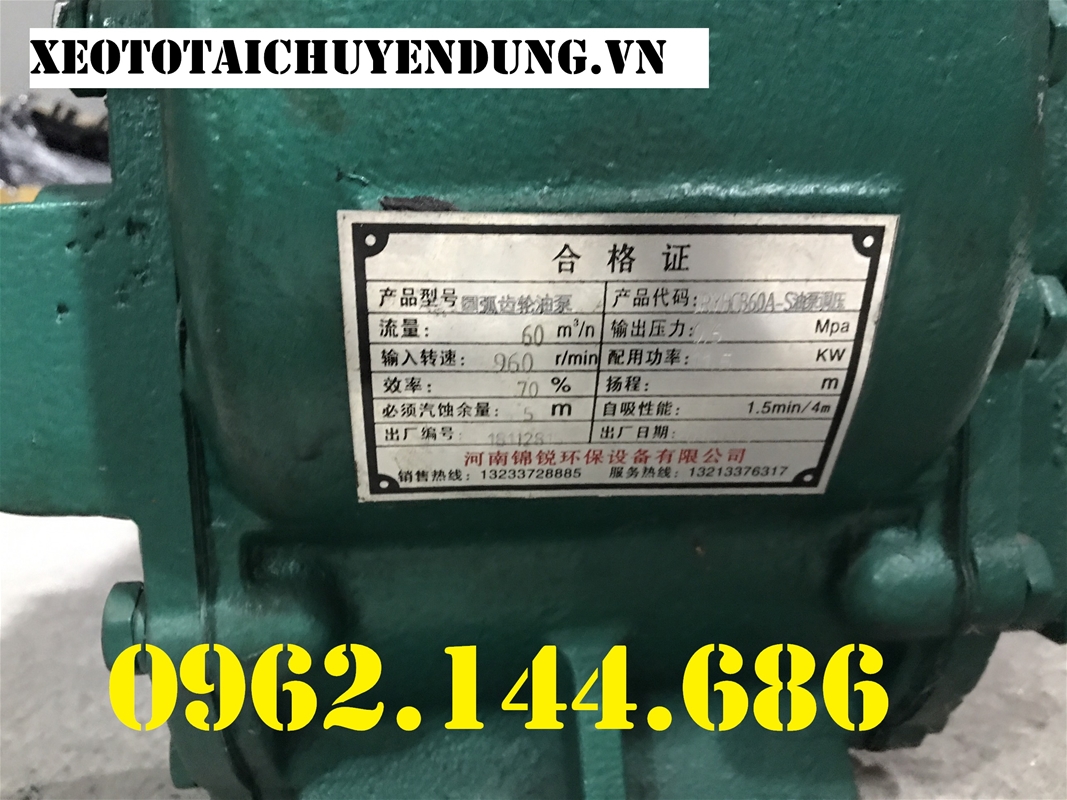 XEOTOTAICHUYENDUNG.VN
合格证
产品型号 圆弧齿轮油泵 产品代码: CB60A-S
流量: 60 m³/n 输出压力: Mpa
输入转速: 960 r/min 配用功率: KW
效率: 70 % 扬程: m
必须汽蚀余量: 5 m 自吸性能: 1.5min/4m
出厂编号: 181128 出厂日期:
河南锦锐环保设备有限公司
销售热线: 13233728885 服务热线: 13213376317
0962.144.686